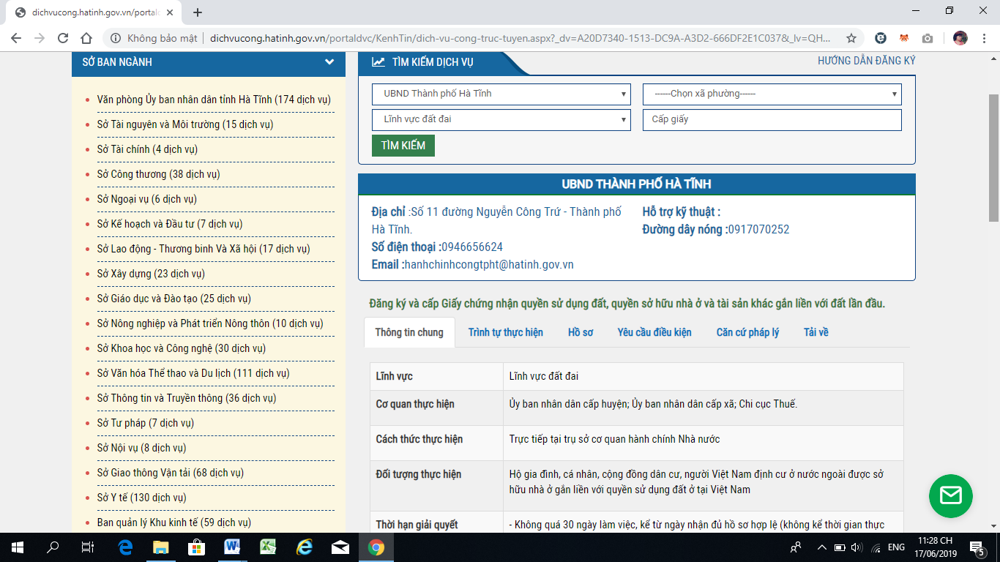 dichvucong.hatinh.gov.vn/portald
Không bảo mật
dichvucong.hatinh.gov.vn/portaldvc/KenhTin/dich-vu-cong-truc-tuyen.aspx?_dv=A20D7340-1513-DC9A-A3D2-666DF2E1C037&_lv=QH...
SỞ BAN NGÀNH
Văn phòng Ủy ban nhân dân tỉnh Hà Tĩnh (174 dịch vụ)
Sở Tài nguyên và Môi trường (15 dịch vụ)
Sở Tài chính (4 dịch vụ)
Sở Công thương (38 dịch vụ)
Sở Ngoại vụ (6 dịch vụ)
Sở Kế hoạch và Đầu tư (7 dịch vụ)
Sở Lao động - Thương binh Và Xã hội (17 dịch vụ)
Sở Xây dựng (23 dịch vụ)
Sở Giáo dục và Đào tạo (25 dịch vụ)
Sở Nông nghiệp và Phát triển Nông thôn (10 dịch vụ)
Sở Khoa học và Công nghệ (30 dịch vụ)
Sở Văn hóa Thể thao và Du lịch (111 dịch vụ)
Sở Thông tin và Truyền thông (36 dịch vụ)
Sở Tư pháp (7 dịch vụ)
Sở Nội vụ (8 dịch vụ)
Sở Giao thông Vận tải (68 dịch vụ)
Sở Y tế (130 dịch vụ)
Ban quản lý Khu kinh tế (59 dịch vụ)
TÌM KIẾM DỊCH VỤ
HƯỚNG DẪN ĐĂNG KÝ
UBND Thành phố Hà Tĩnh
------Chọn xã phường------
Lĩnh vực đất đai
Cấp giấy
TÌM KIẾM
UBND THÀNH PHỐ HÀ TĨNH
Địa chỉ :Số 11 đường Nguyễn Công Trứ - Thành phố
Hà Tĩnh.
Số điện thoại :0946656624
Email :hanhchinhcongtpht@hatinh.gov.vn
Hỗ trợ kỹ thuật :
Đường dây nóng :0917070252
Đăng ký và cấp Giấy chứng nhận quyền sử dụng đất, quyền sở hữu nhà ở và tài sản khác gắn liền với đất lần đầu.
Thông tin chung
Trình tự thực hiện
Hồ sơ
Yêu cầu điều kiện
Căn cứ pháp lý
Tải về
Lĩnh vực
Lĩnh vực đất đai
Cơ quan thực hiện
Ủy ban nhân dân cấp huyện; Ủy ban nhân dân cấp xã; Chi cục Thuế.
Cách thức thực hiện
Trực tiếp tại trụ sở cơ quan hành chính Nhà nước
Đối tượng thực hiện
Hộ gia đình, cá nhân, cộng đồng dân cư, người Việt Nam định cư ở nước ngoài được sở
hữu nhà ở gắn liền với quyền sử dụng đất ở tại Việt Nam
Thời hạn giải quyết
- Không quá 30 ngày làm việc, kể từ ngày nhận đủ hồ sơ hợp lệ (không kể thời gian thực
ENG
11:28 CH
17/06/2019
5